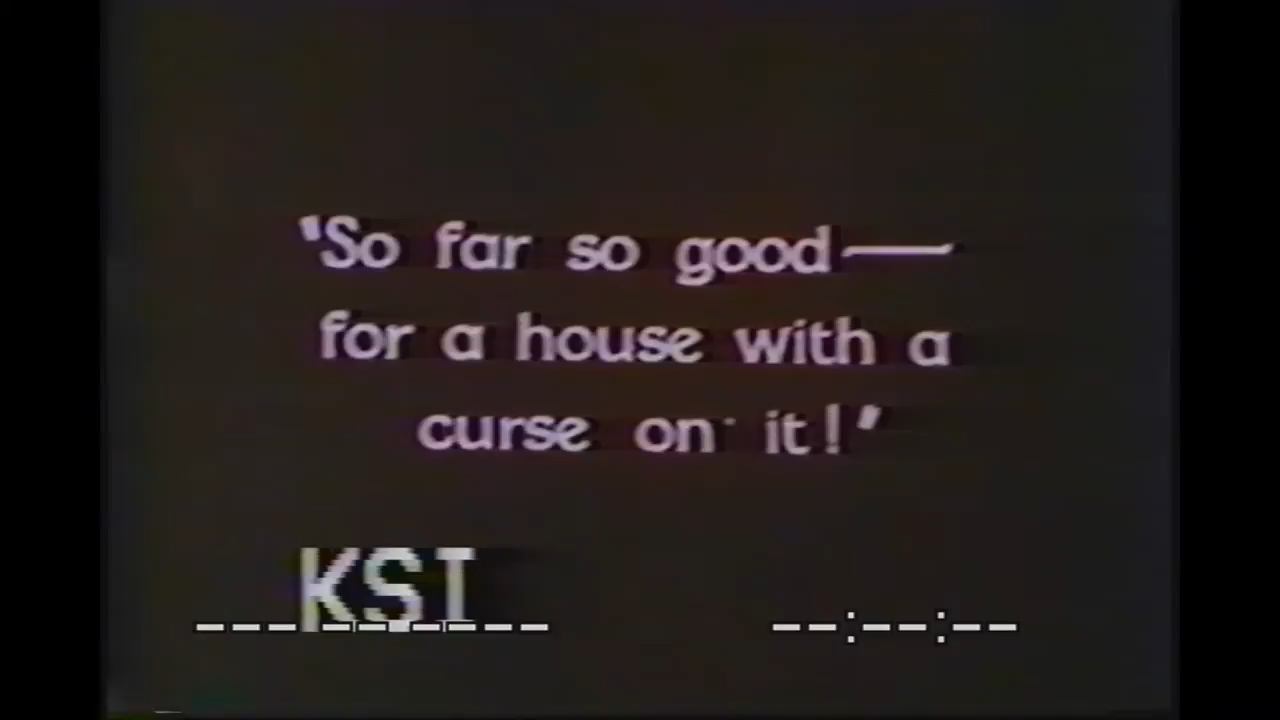 "So far so good—
for a house with a
curse on it!"
KSI
--- -- ---- --:--:--